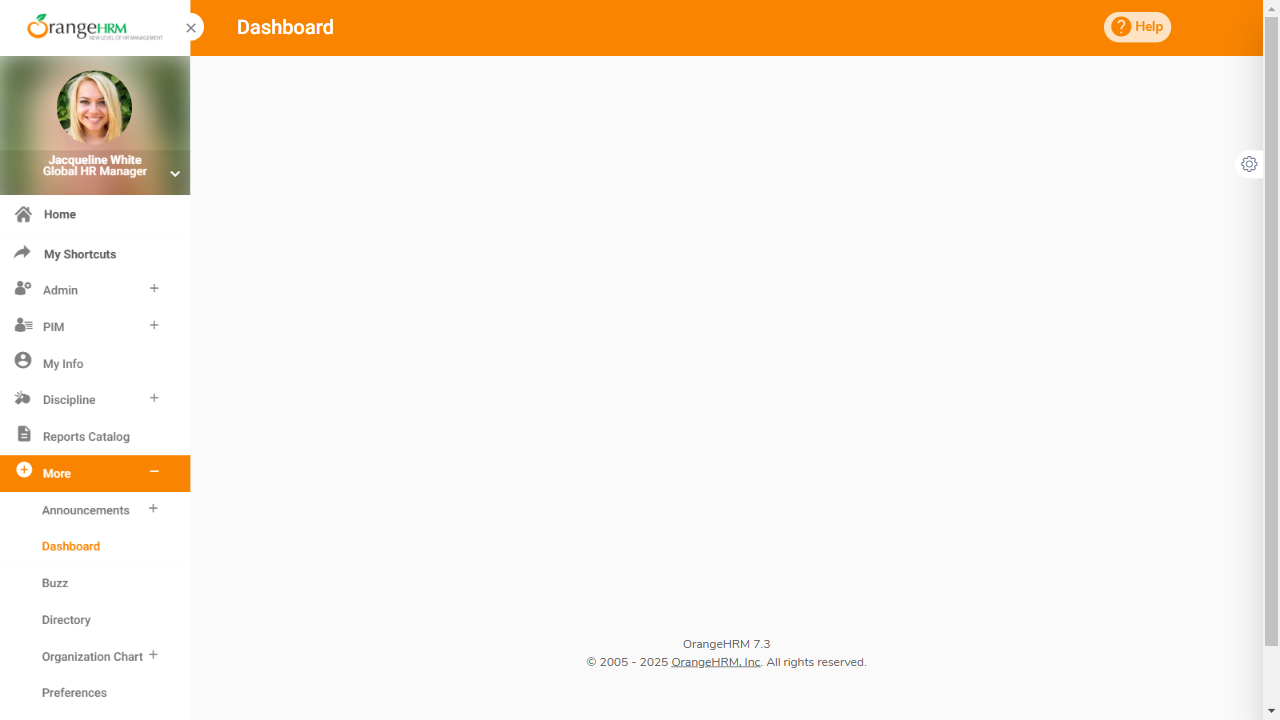 OrangeHRM
NEW LEVEL OF HR MANAGEMENT
Dashboard
Help
Jacqueline White
Global HR Manager
Home
My Shortcuts
Admin
PIM
My Info
Discipline
Reports Catalog
More
Announcements
Dashboard
Buzz
Directory
Organization Chart
Preferences
OrangeHRM 7.3
© 2005 - 2025 OrangeHRM, Inc. All rights reserved.